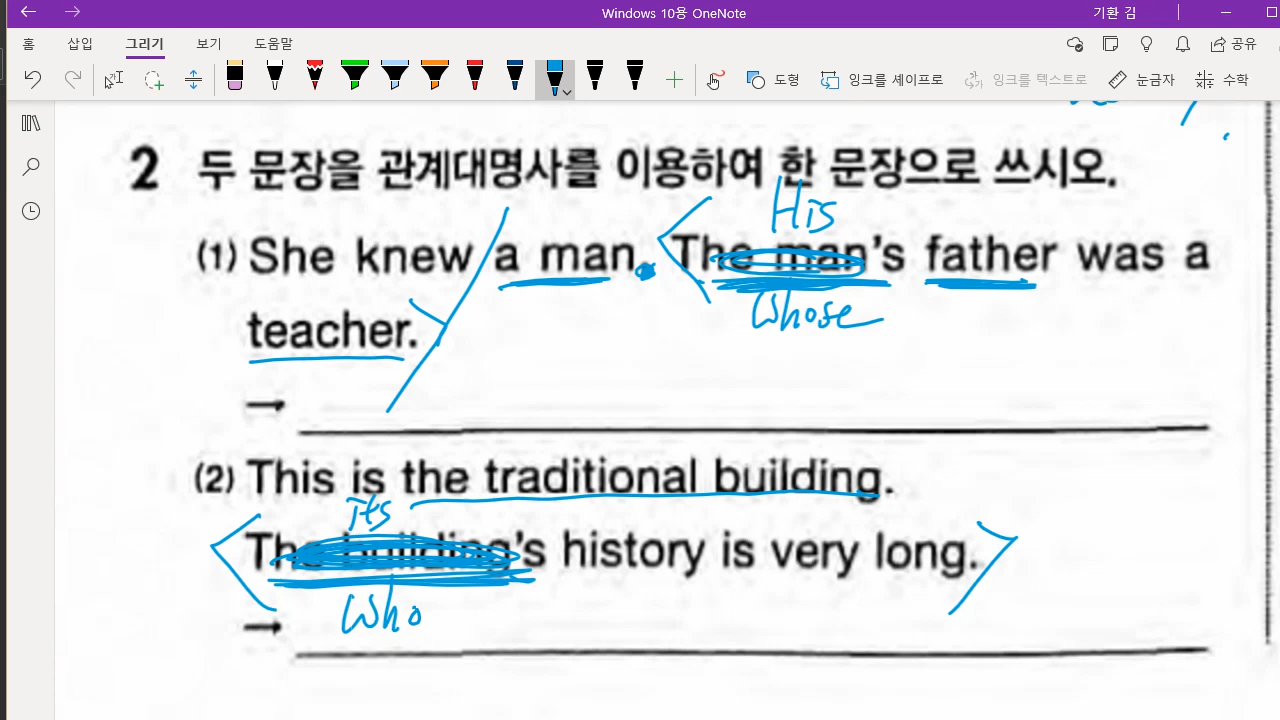 Windows 10용 OneNote
기환 김
홈 삽입 그리기 보기 도움말
공유
도형 잉크를 셰이프로 잉크를 텍스트로 눈금자 수학
2 두 문장을 관계대명사를 이용하여 한 문장으로 쓰시오.
His
(1) She knew a man. The man's father was a
whose
teacher.
→
(2) This is the traditional building.
its
The building's history is very long.
who
→